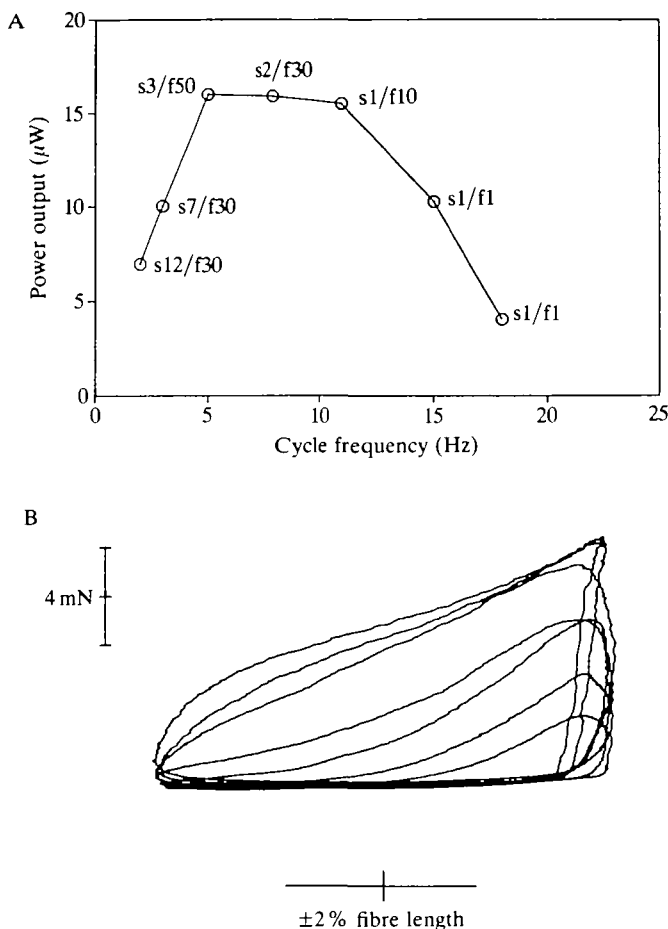 A
20
15
10
5
0
Power output (μW)
s3/f50
s2/f30
s1/f10
s7/f30
s1/f1
s12/f30
s1/f1
0 5 10 15 20 25
Cycle frequency (Hz)
B
4 mN
±2% fibre length